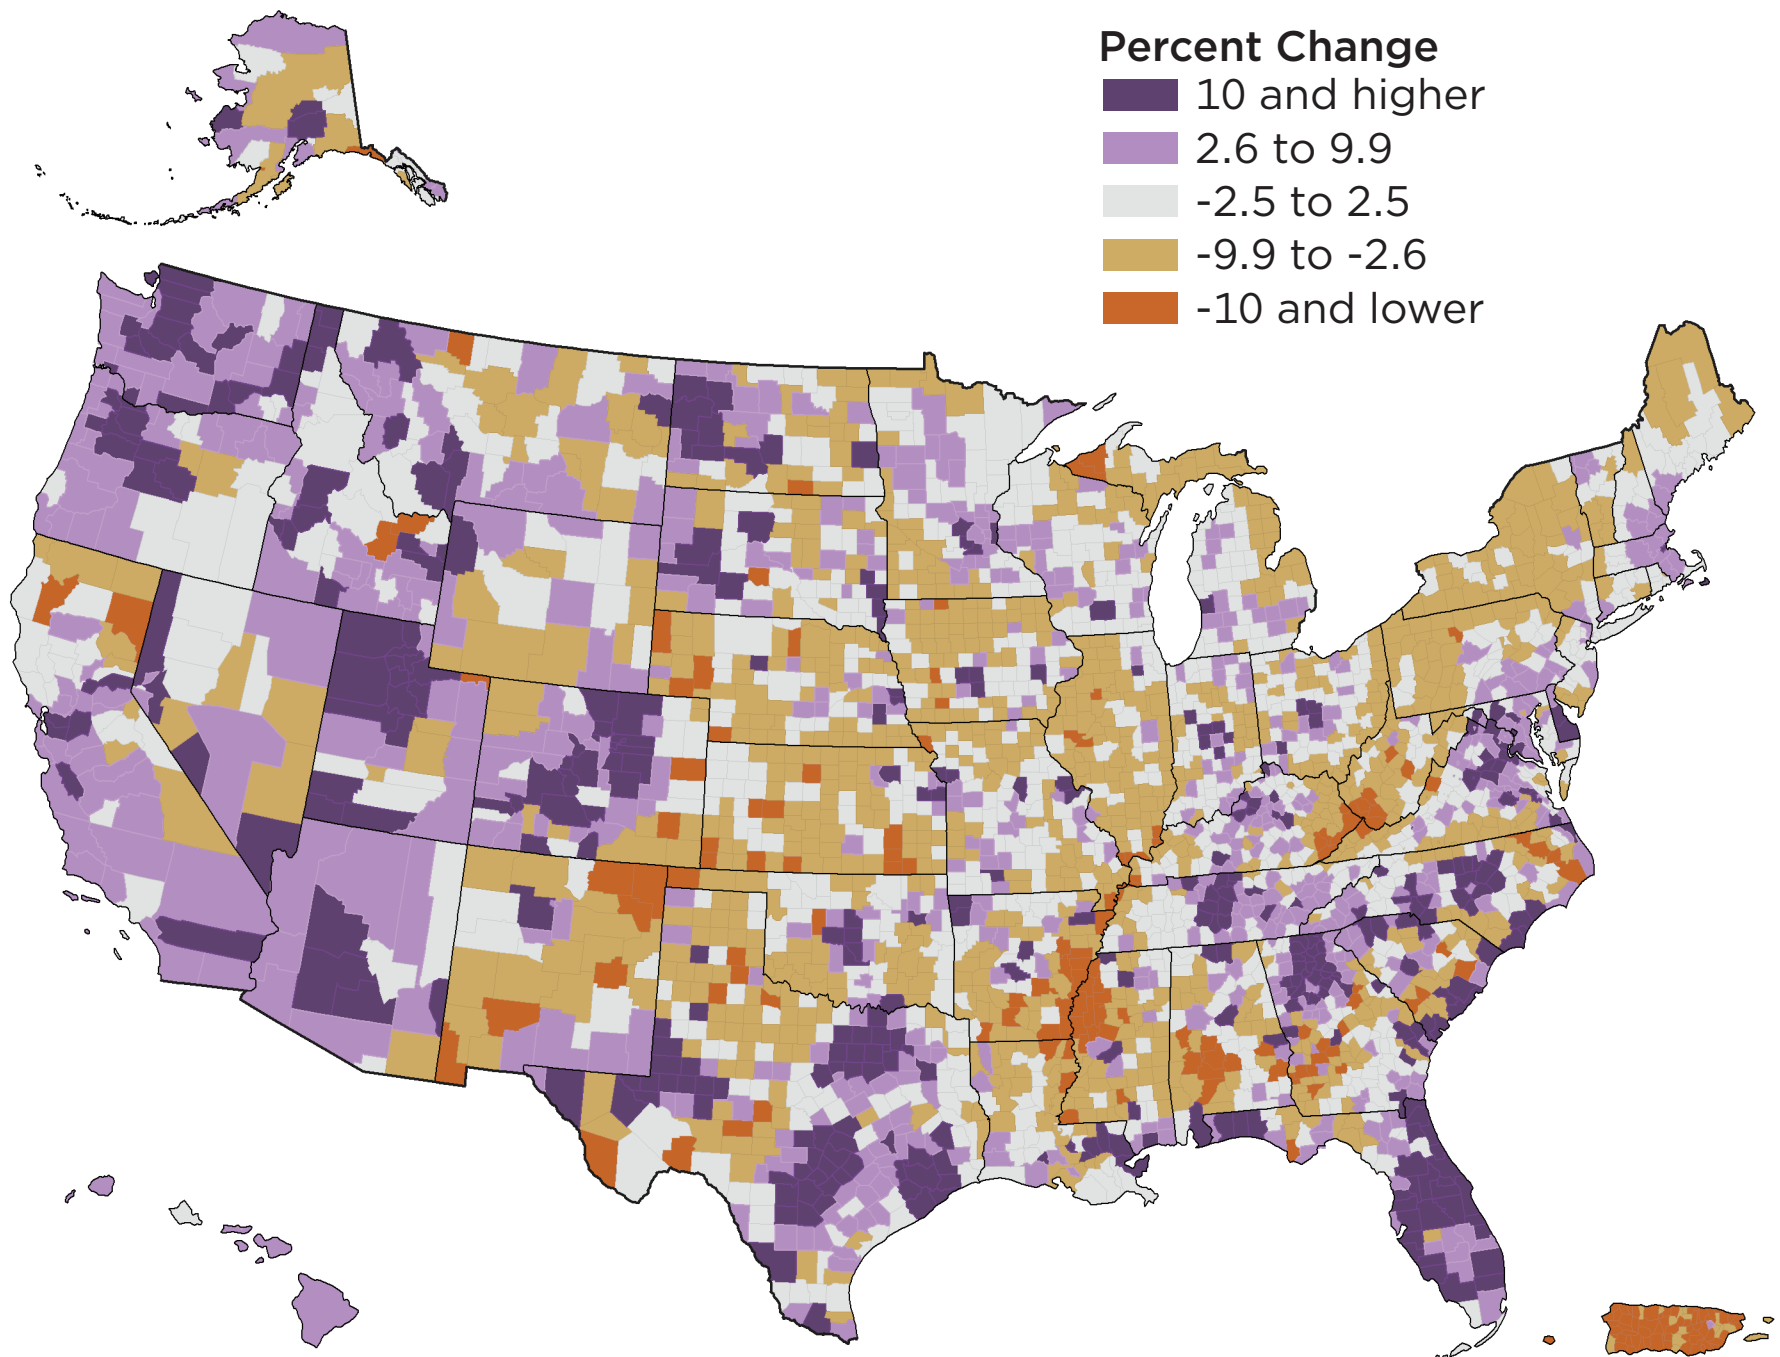 Percent Change
10 and higher
2.6 to 9.9
-2.5 to 2.5
-9.9 to -2.6
-10 and lower